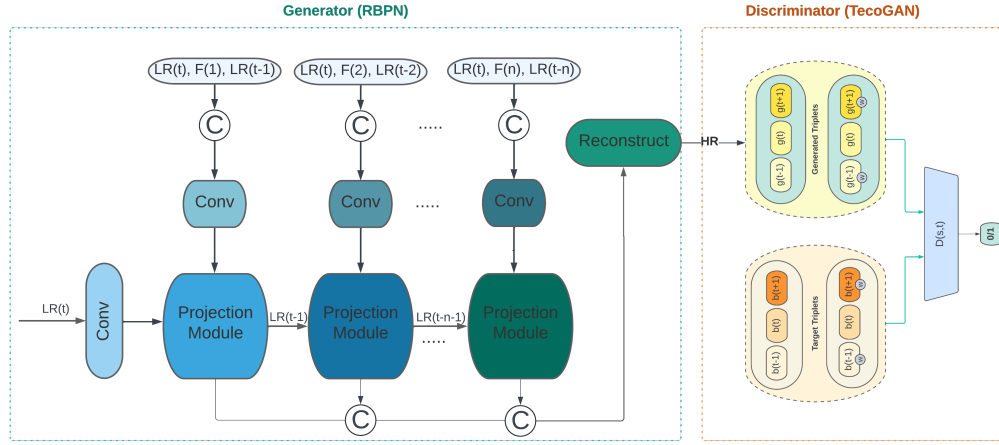 Generator (RBPN)
Discriminator (TecoGAN)
LR(t), F(1), LR(t-1)
LR(t), F(2), LR(t-2)
LR(t), F(n), LR(t-n)
C
C
.....
C
Reconstruct
HR
Conv
Conv
.....
Conv
LR(t)
Conv
Projection
Module
LR(t-1)
Projection
Module
LR(t-n-1)
.....
Projection
Module
C
C
g(t+1)
g(t)
g(t-1)
Generated Triplets
g(t+1)
W
g(t)
g(t-1)
W
b(t+1)
b(t)
b(t-1)
Target Triplets
b(t+1)
W
b(t)
b(t-1)
W
D(s,t)
0/1